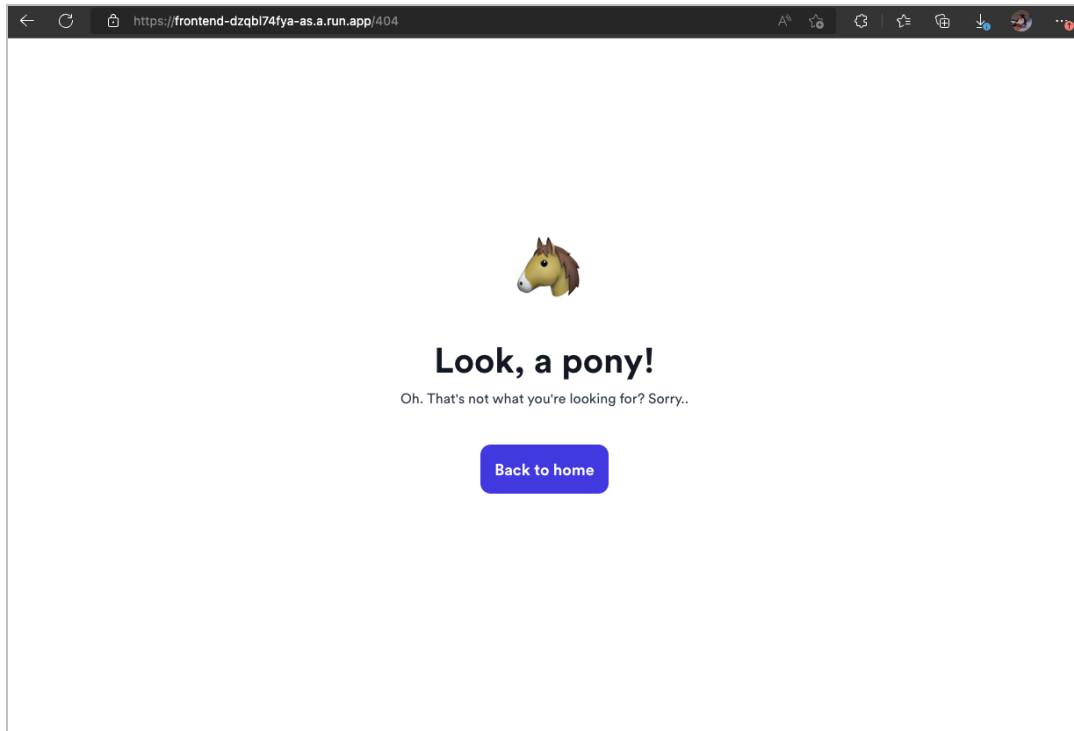 https://frontend-dzqbl74fya-as.a.run.app/404
Look, a pony!
Oh. That's not what you're looking for? Sorry..
Back to home